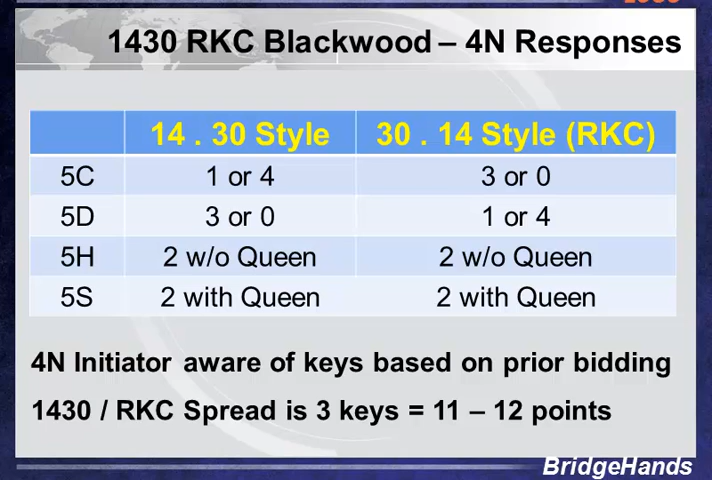 1430 RKC Blackwood – 4N Responses
14 . 30 Style 30 . 14 Style (RKC)
5C 1 or 4 3 or 0
5D 3 or 0 1 or 4
5H 2 w/o Queen 2 w/o Queen
5S 2 with Queen 2 with Queen
4N Initiator aware of keys based on prior bidding
1430 / RKC Spread is 3 keys = 11 – 12 points
BridgeHands